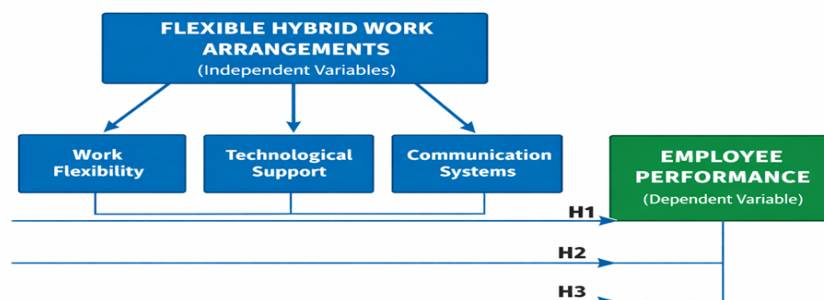 FLEXIBLE HYBRID WORK
ARRANGEMENTS
(Independent Variables)
Work
Flexibility
Technological
Support
Communication
Systems
EMPLOYEE
PERFORMANCE
(Dependent Variable)
H1
H2
H3